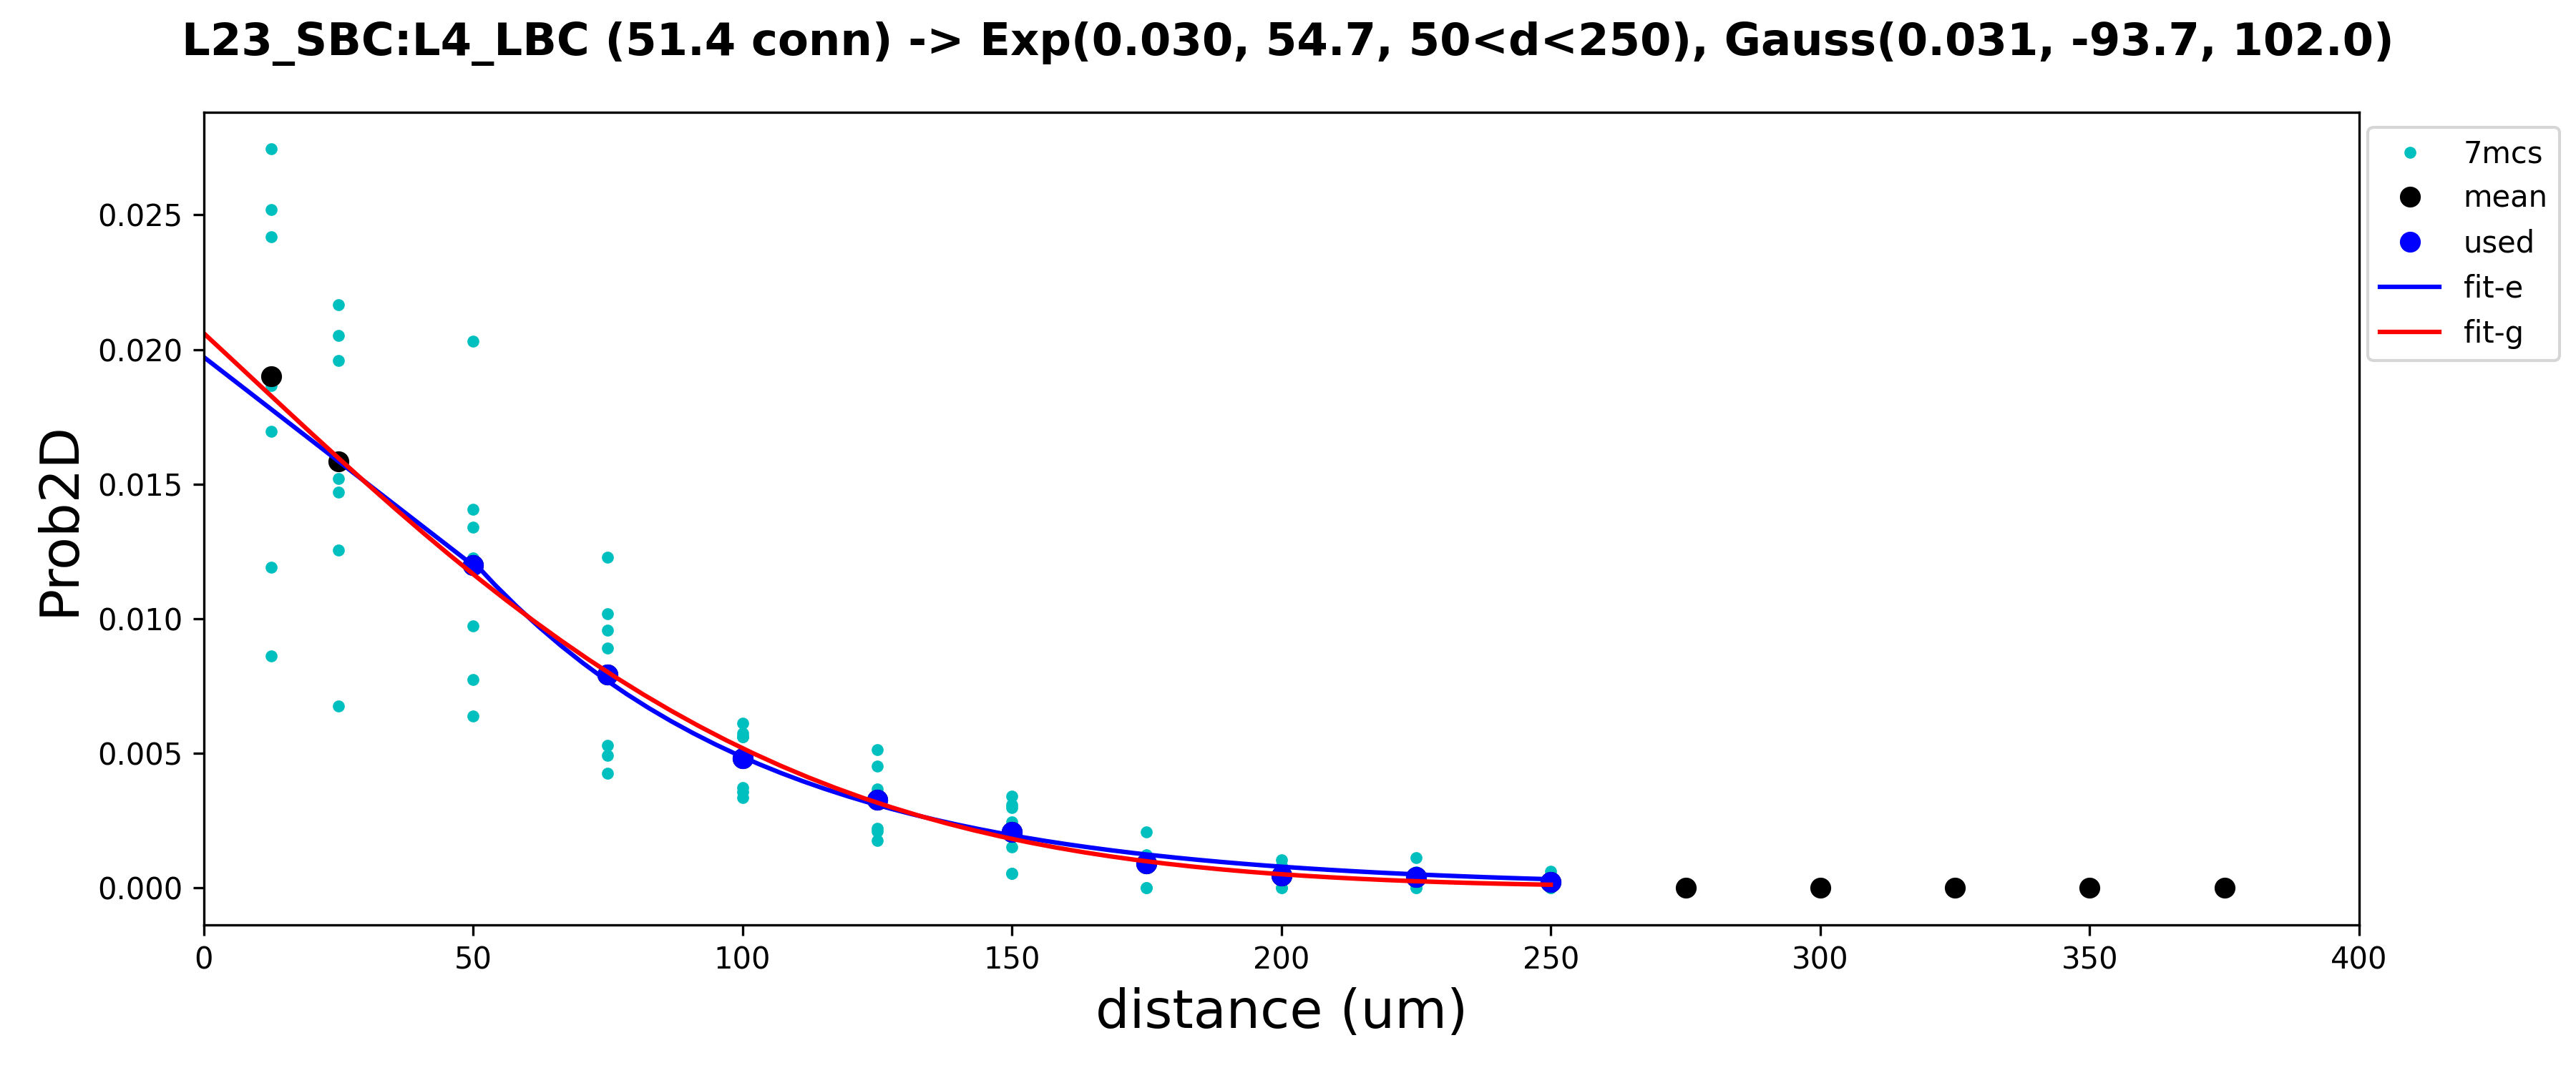 L23_SBC:L4_LBC (51.4 conn) -> Exp(0.030, 54.7, 50<d<250), Gauss(0.031, -93.7, 102.0)
7mcs
mean
used
fit-e
fit-g
Prob2D
0.025
0.020
0.015
0.010
0.005
0.000
0 50 100 150 200 250 300 350 400
distance (um)